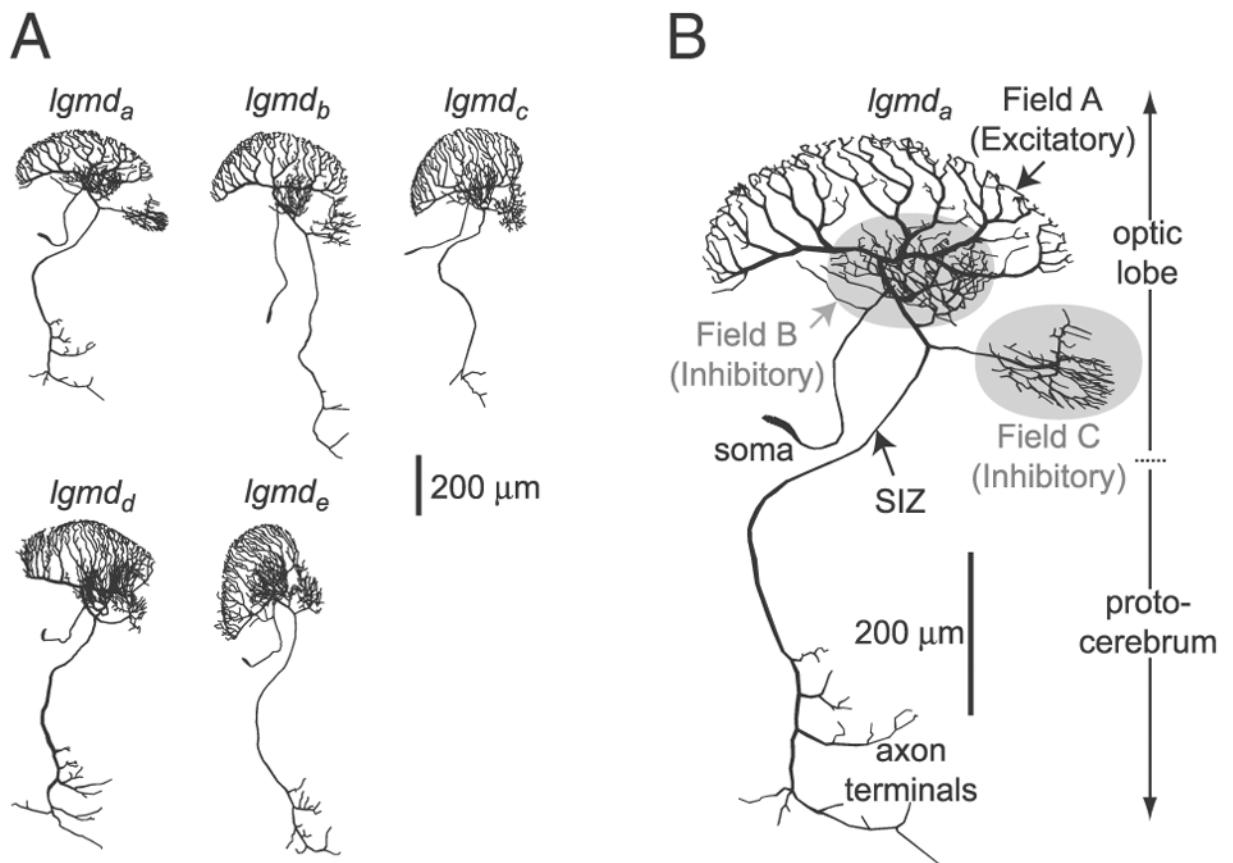 A
lgmda
lgmdb
lgmdc
lgmdd
lgmde
200 μm
B
lgmda
Field A
(Excitatory)
optic
lobe
Field B
(Inhibitory)
soma
Field C
(Inhibitory)
SIZ
200 μm
proto-
cerebrum
axon
terminals